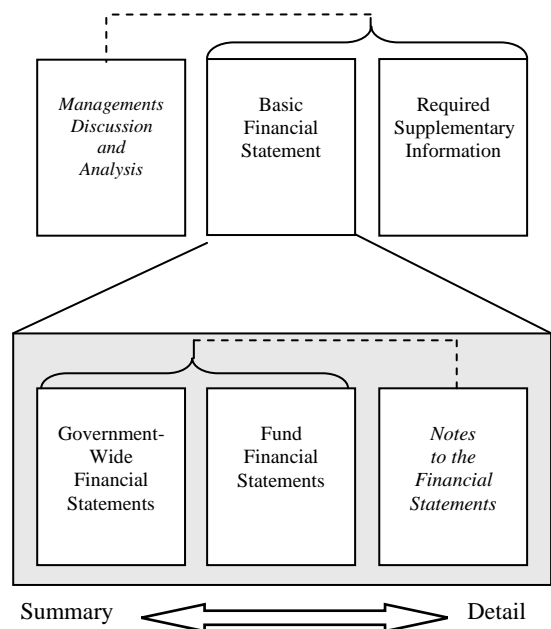 Managements
Discussion
and
Analysis
Basic
Financial
Statement
Required
Supplementary
Information
Government-
Wide
Financial
Statements
Fund
Financial
Statements
Notes
to the
Financial
Statements
Summary
Detail